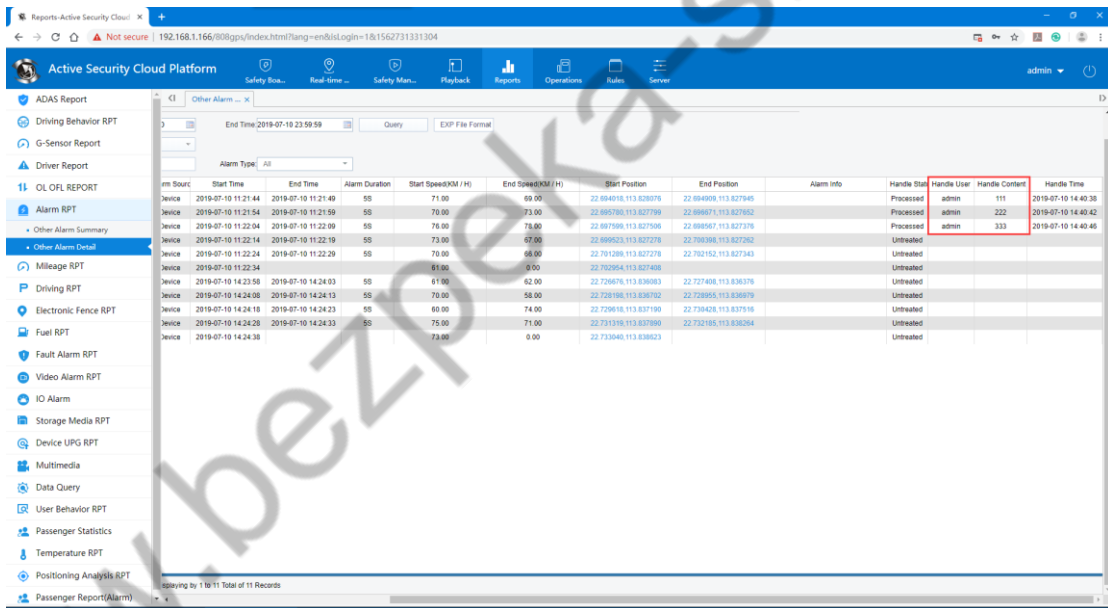 Reports-Active Security Cloud
Not secure | 192.168.1.166/808gps/index.html?lang=en&isLogin=1&1562731331304
Active Security Cloud Platform
Safety Boa... Real-time ... Safety Man... Playback Reports Operations Rules Server
admin
ADAS Report
Driving Behavior RPT
G-Sensor Report
Driver Report
OL OFL REPORT
Alarm RPT
Other Alarm Summary
Other Alarm Detail
Mileage RPT
Driving RPT
Electronic Fence RPT
Fuel RPT
Fault Alarm RPT
Video Alarm RPT
IO Alarm
Storage Media RPT
Device UPG RPT
Multimedia
Data Query
User Behavior RPT
Passenger Statistics
Temperature RPT
Positioning Analysis RPT
Passenger Report(Alarm)
Other Alarm ...
End Time: 2019-07-10 23:59:59 Query EXP File Format
Alarm Type: All
rm Sourc Start Time End Time Alarm Duration Start Speed(KM / H) End Speed(KM / H) Start Position End Position Alarm Info Handle Stat Handle User Handle Content Handle Time
Device 2019-07-10 11:21:44 2019-07-10 11:21:49 5S 71.00 69.00 22.694018,113.828076 22.694909,113.827945 Processed admin 111 2019-07-10 14:40:38
Device 2019-07-10 11:21:54 2019-07-10 11:21:59 5S 70.00 73.00 22.695780,113.827799 22.696671,113.827652 Processed admin 222 2019-07-10 14:40:42
Device 2019-07-10 11:22:04 2019-07-10 11:22:09 5S 76.00 78.00 22.697599,113.827506 22.698567,113.827376 Processed admin 333 2019-07-10 14:40:46
Device 2019-07-10 11:22:14 2019-07-10 11:22:19 5S 73.00 67.00 22.699523,113.827278 22.700398,113.827262 Untreated
Device 2019-07-10 11:22:24 2019-07-10 11:22:29 5S 70.00 68.00 22.701289,113.827278 22.702152,113.827343 Untreated
Device 2019-07-10 11:22:34 61.00 0.00 22.702954,113.827408 Untreated
Device 2019-07-10 14:23:58 2019-07-10 14:24:03 5S 61.00 62.00 22.726676,113.836083 22.727408,113.836376 Untreated
Device 2019-07-10 14:24:08 2019-07-10 14:24:13 5S 70.00 58.00 22.728198,113.836702 22.728955,113.836979 Untreated
Device 2019-07-10 14:24:18 2019-07-10 14:24:23 5S 60.00 74.00 22.729618,113.837190 22.730428,113.837516 Untreated
Device 2019-07-10 14:24:28 2019-07-10 14:24:33 5S 75.00 71.00 22.731319,113.837890 22.732185,113.838264 Untreated
Device 2019-07-10 14:24:38 73.00 0.00 22.733040,113.838623 Untreated
splaying by 1 to 11 Total of 11 Records
w.bezpeka-s